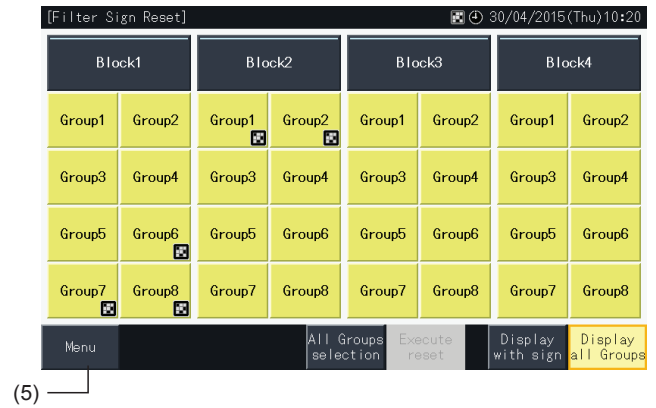 [Filter Sign Reset] 30/04/2015(Thu)10:20
Block1 Block2 Block3 Block4
Group1 Group2 Group1 Group2 Group1 Group2 Group1 Group2
Group3 Group4 Group3 Group4 Group3 Group4 Group3 Group4
Group5 Group6 Group5 Group6 Group5 Group6 Group5 Group6
Group7 Group8 Group7 Group8 Group7 Group8 Group7 Group8
Menu All Groups Execute Display Display
selection reset with sign all Groups
(5)